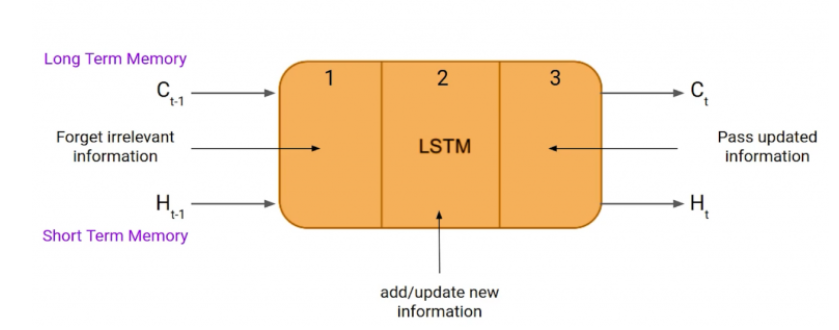 Long Term Memory
C t-1
Forget irrelevant
information
H t-1
Short Term Memory
1
2
3
LSTM
add/update new
information
C t
Pass updated
information
H t